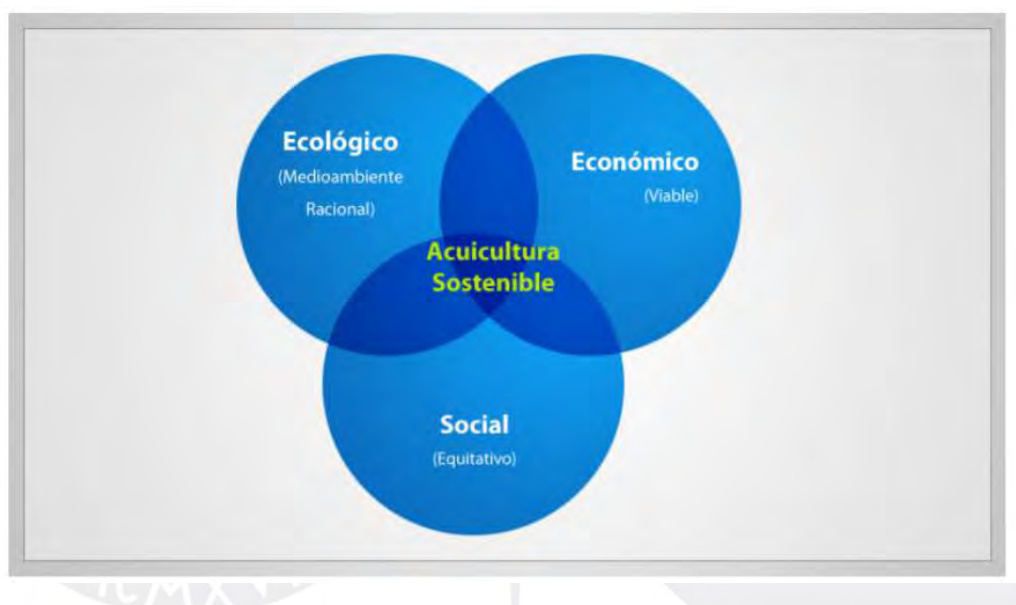 Ecológico
(Medioambiente
Racional)
Económico
(Viable)
Acuicultura
Sostenible
Social
(Equitativo)